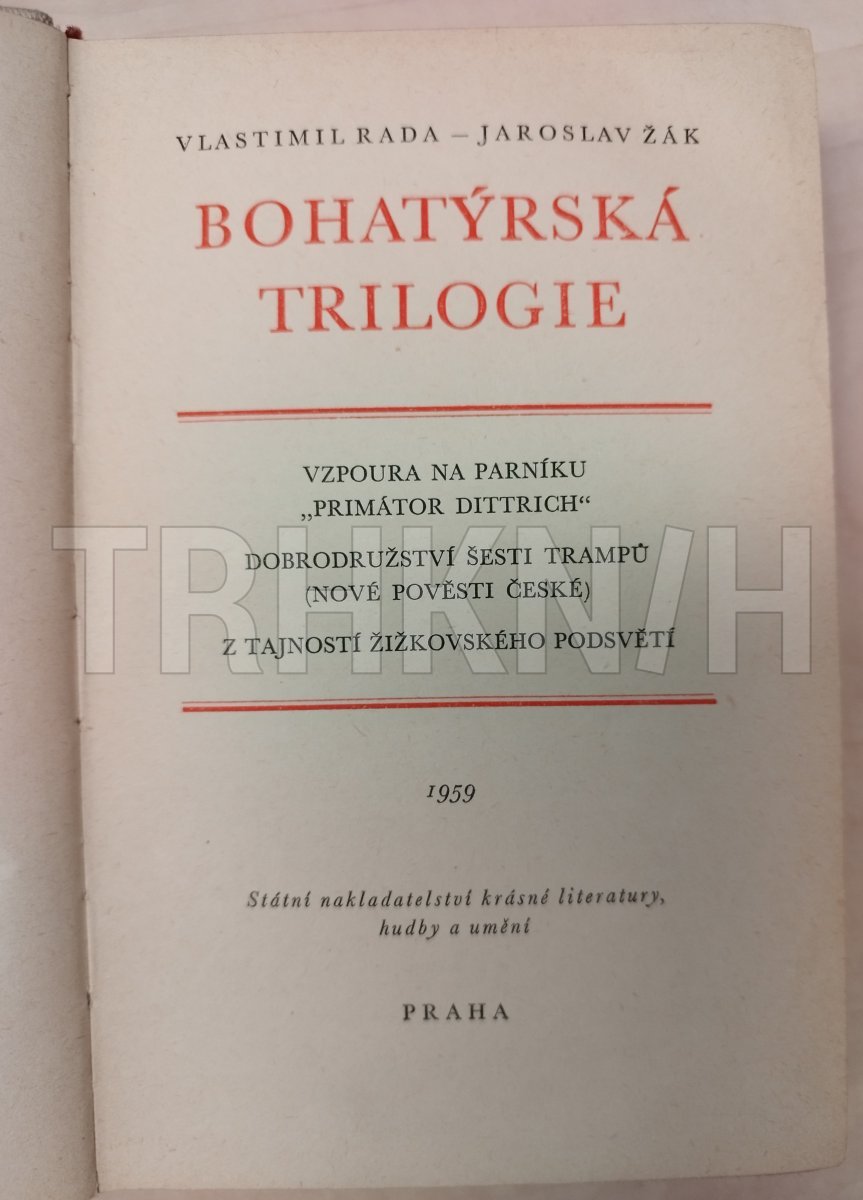 VLASTIMIL RADA – JAROSLAV ŽÁK
BOHATÝRSKÁ
TRILOGIE
VZPOURA NA PARNÍKU
„PRIMÁTOR DITTRICH“
DOBRODRUŽSTVÍ ŠESTI TRAMPŮ
(NOVÉ POVĚSTI ČESKÉ)
TRHKNIH
Z TAJNOSTÍ ŽIŽKOVSKÉHO PODSVĚTÍ
1959
Státní nakladatelství krásné literatury,
hudby a umění
PRAHA